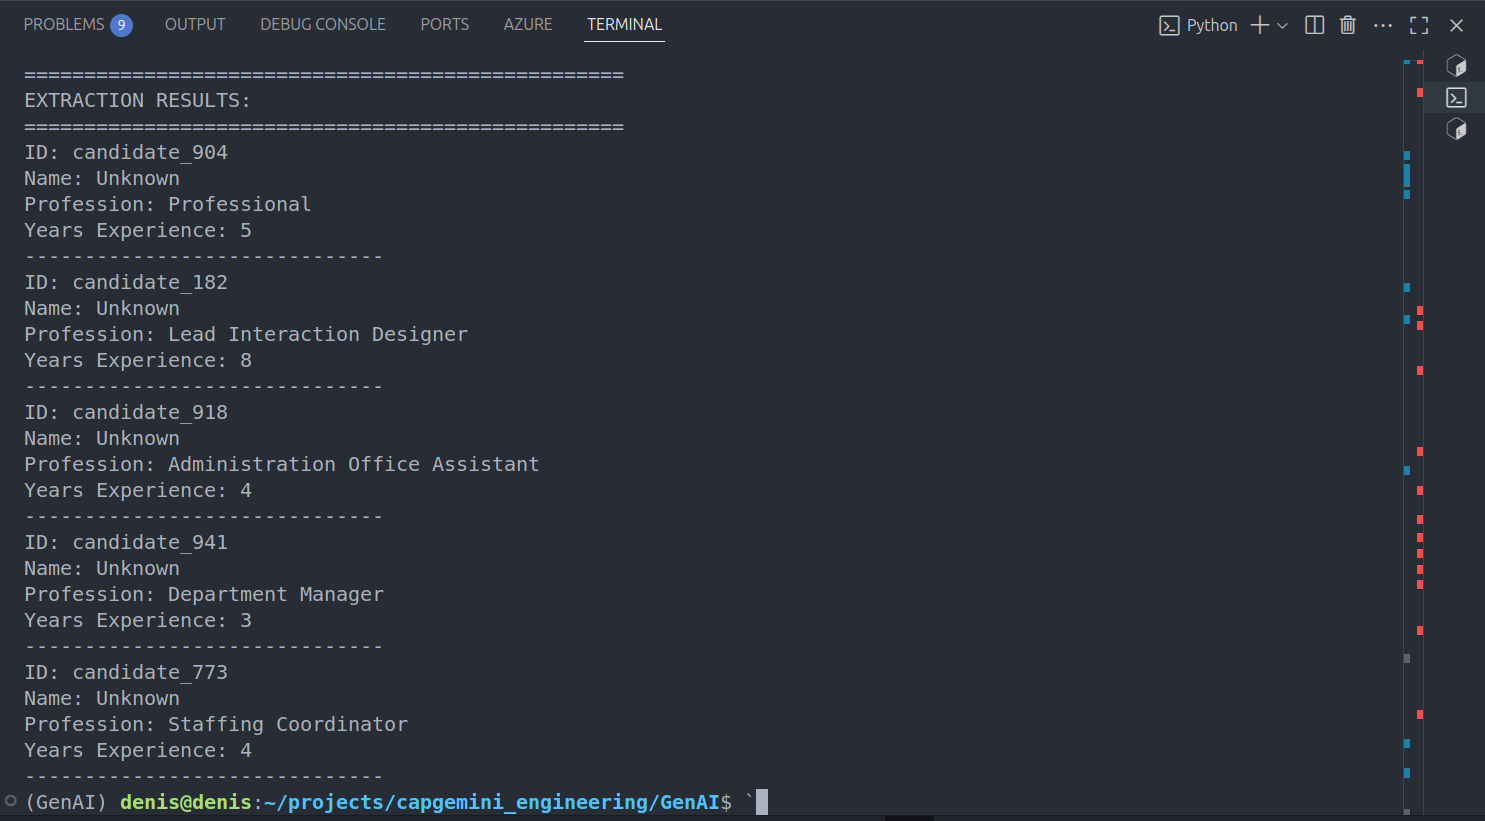 PROBLEMS 9 OUTPUT DEBUG CONSOLE PORTS AZURE TERMINAL Python
==================================================
EXTRACTION RESULTS:
==================================================
ID: candidate_904
Name: Unknown
Profession: Professional
Years Experience: 5
------------------------------
ID: candidate_182
Name: Unknown
Profession: Lead Interaction Designer
Years Experience: 8
------------------------------
ID: candidate_918
Name: Unknown
Profession: Administration Office Assistant
Years Experience: 4
------------------------------
ID: candidate_941
Name: Unknown
Profession: Department Manager
Years Experience: 3
------------------------------
ID: candidate_773
Name: Unknown
Profession: Staffing Coordinator
Years Experience: 4
------------------------------
(GenAI) denis@denis:~/projects/capgemini_engineering/GenAI$ `